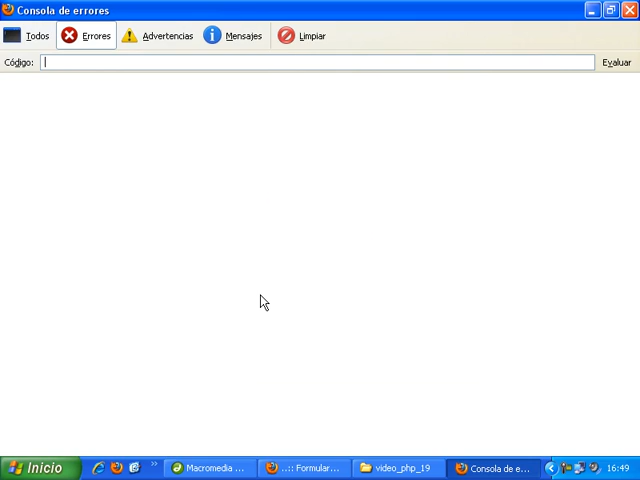 Consola de errores
Todos Errores Advertencias Mensajes Limpiar
Código: Evaluar
Inicio Macromedia ... ..:: Formular... video_php_19 Consola de e... 16:49